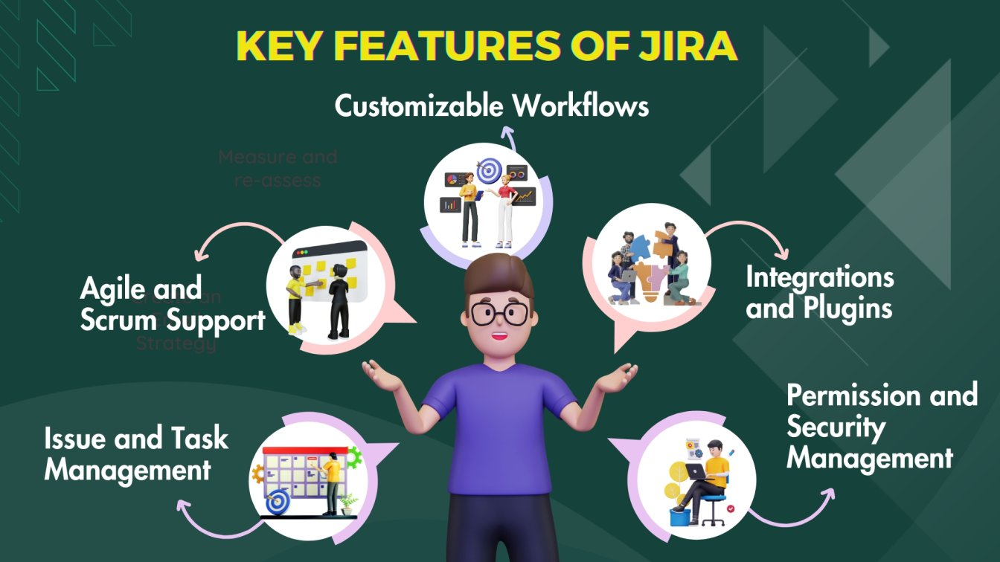 KEY FEATURES OF JIRA
Customizable Workflows
Measure and
re-assess
Agile and
Scrum Support
Strategy
Integrations
and Plugins
Issue and Task
Management
Permission and
Security
Management